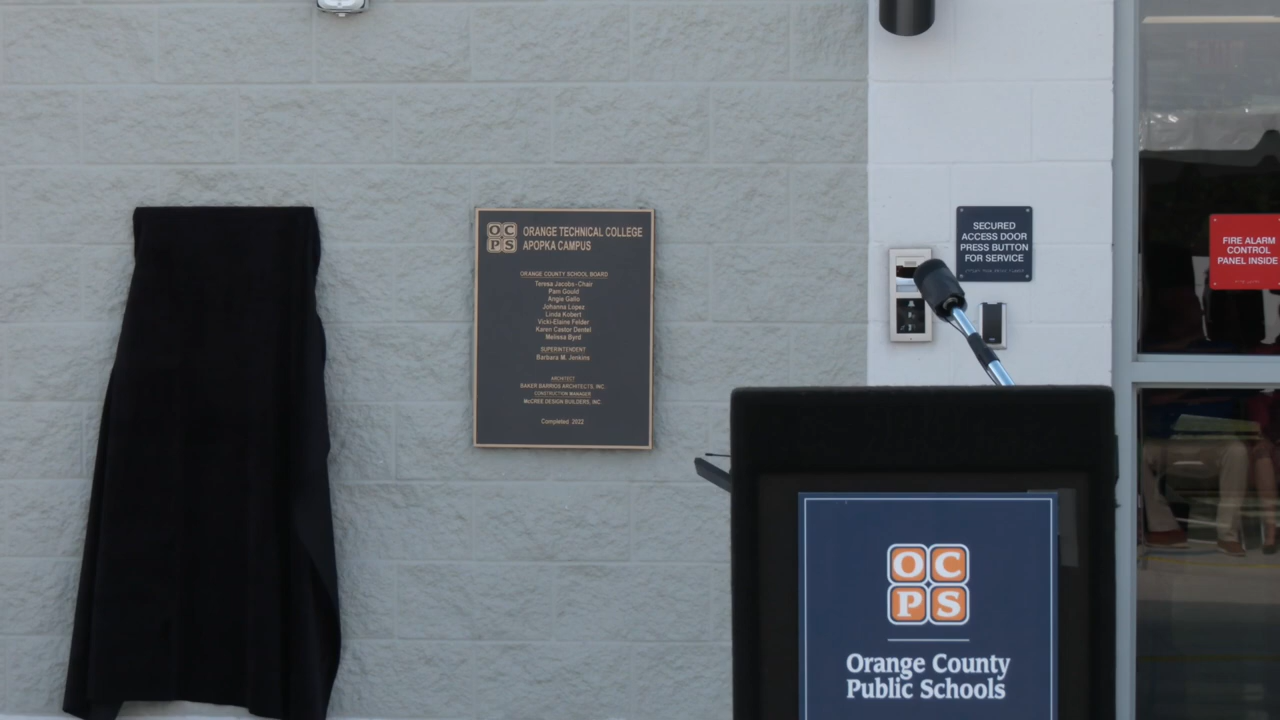 OC
PS
ORANGE TECHNICAL COLLEGE
APOPKA CAMPUS
ORANGE COUNTY SCHOOL BOARD
Teresa Jacobs-Chair
Pam Gould
Angie Gallo
Johanna López
Linda Kobert
Vicki-Elaine Felder
Karen Castor Dentel
Melissa Byrd
SUPERINTENDENT
Barbara M. Jenkins
ARCHITECT
BAKER BARRIOS ARCHITECTS, INC.
CONSTRUCTION MANAGER
McCREE DESIGN BUILDERS, INC.
Completed 2022
SECURED
ACCESS DOOR
PRESS BUTTON
FOR SERVICE
FIRE ALARM
CONTROL
PANEL INSIDE
OC
PS
Orange County
Public Schools